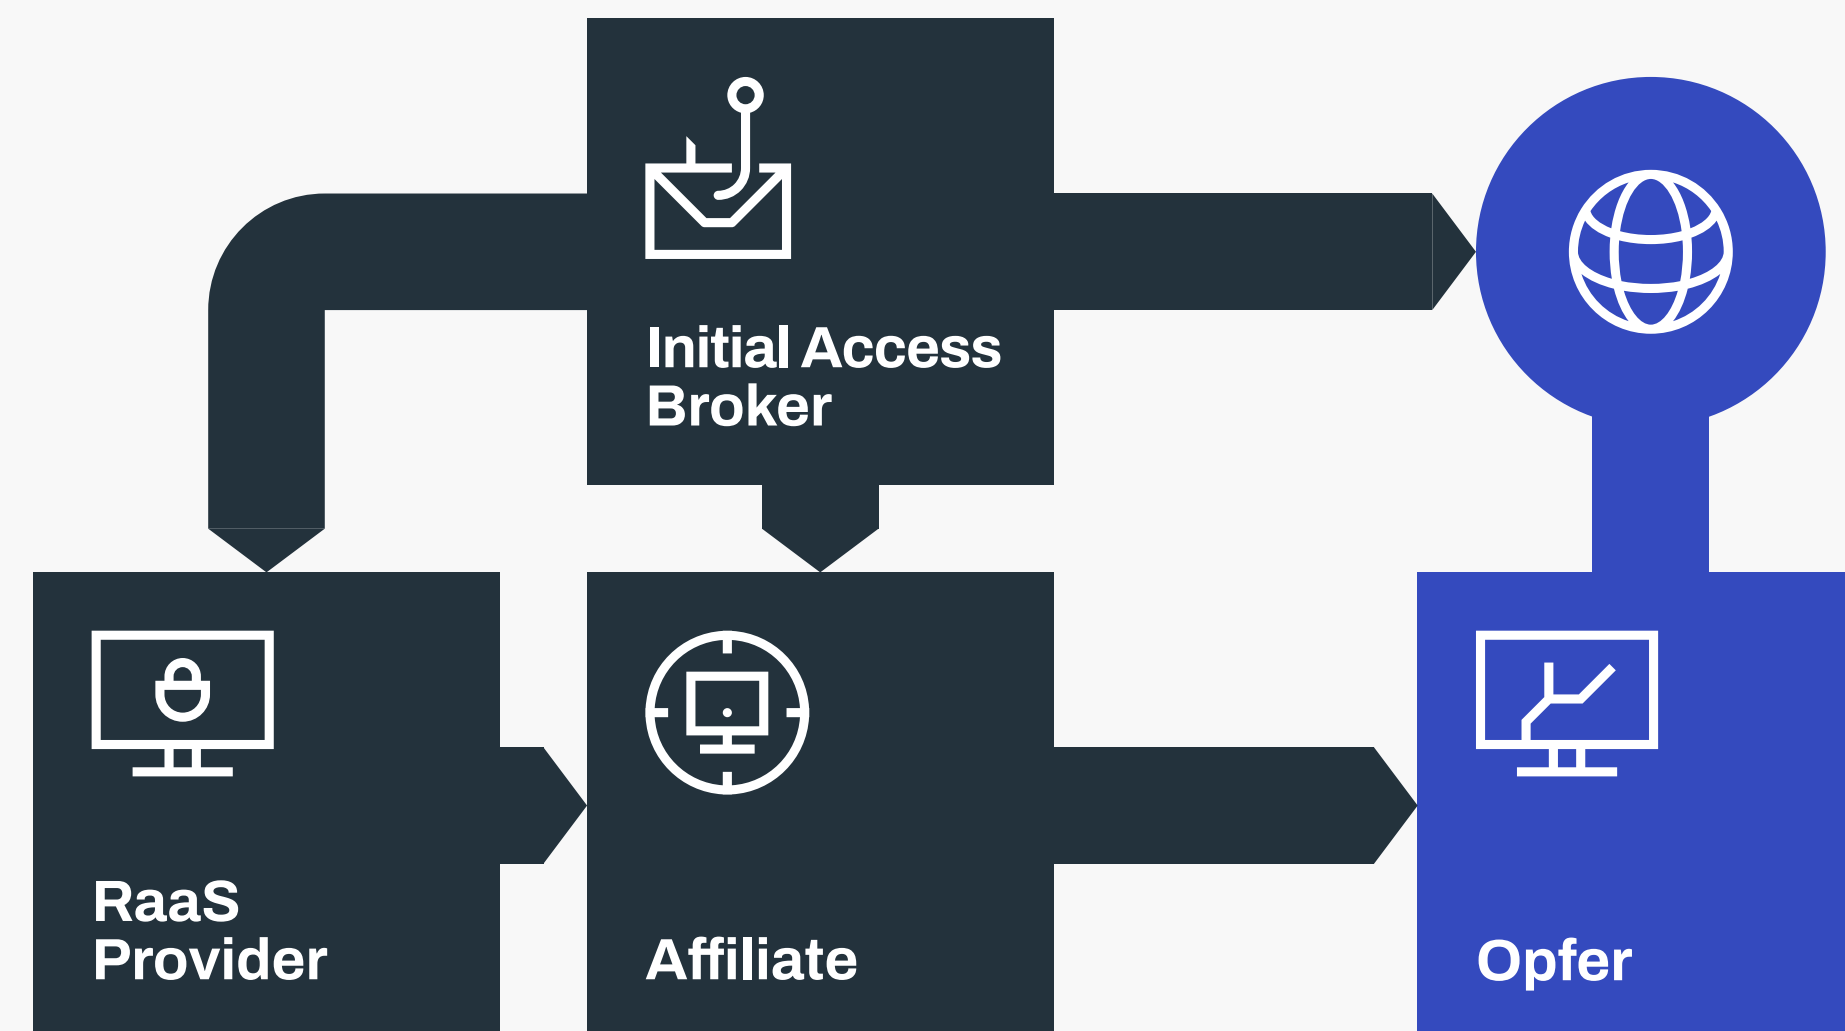 Initial Access
Broker
RaaS
Provider
Affiliate
Opfer